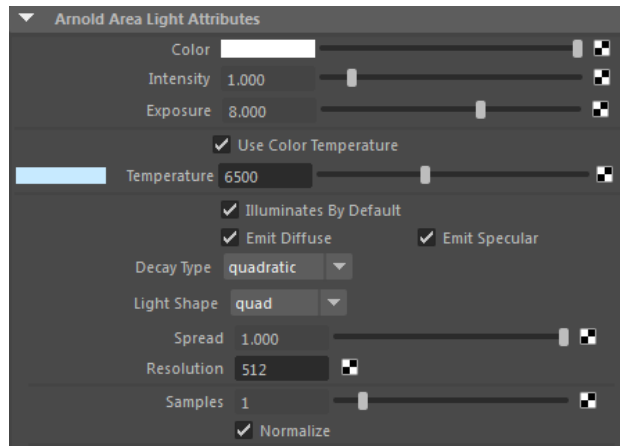 Arnold Area Light Attributes
Color
Intensity 1.000
Exposure 8.000
Use Color Temperature
Temperature 6500
Illuminates By Default
Emit Diffuse Emit Specular
Decay Type quadratic
Light Shape quad
Spread 1.000
Resolution 512
Samples 1
Normalize